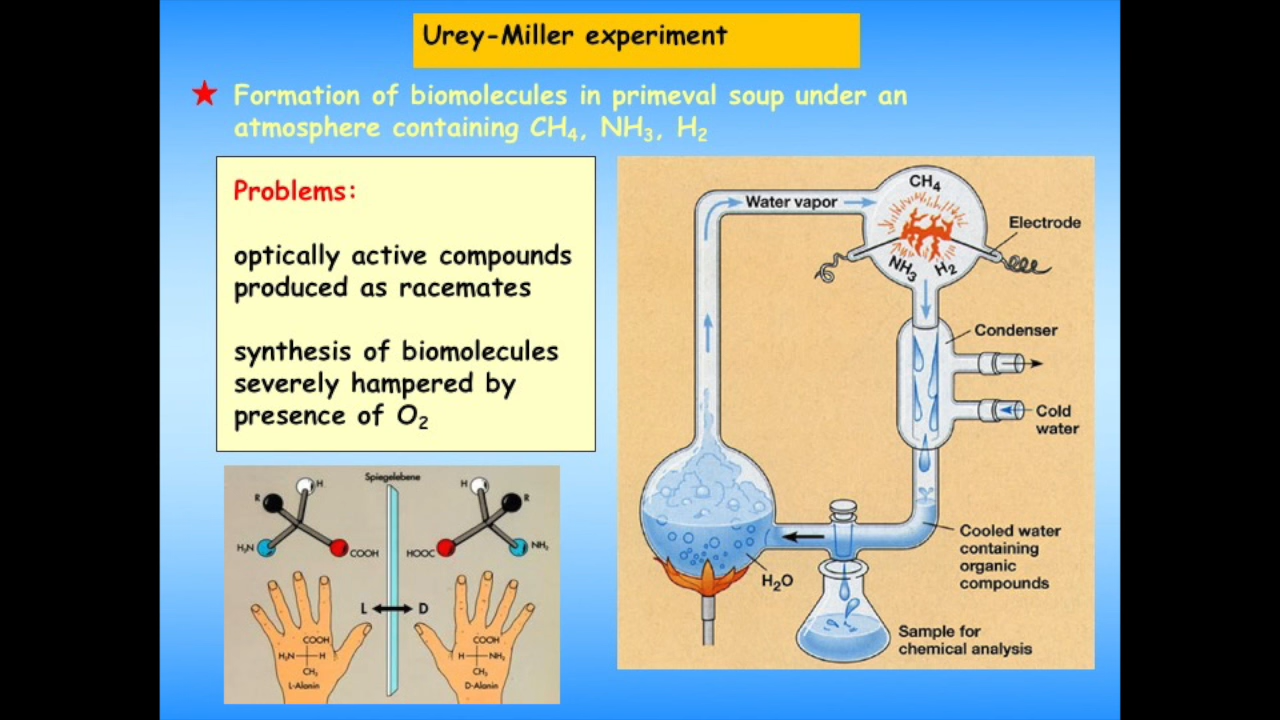 Urey-Miller experiment
Formation of biomolecules in primeval soup under an
atmosphere containing CH₄, NH₃, H₂
Problems:
optically active compounds
produced as racemates
synthesis of biomolecules
severely hampered by
presence of O₂
Spiegelebene
R H
H R
H₂N COOH
HOOC NH₂
L D
COOH
H₂N H
CH₃
L-Alanin
COOH
H NH₂
CH₃
D-Alanin
Water vapor
CH₄
NH₃
H₂
Electrode
Condenser
Cold
water
Cooled water
containing
organic
compounds
H₂O
Sample for
chemical analysis